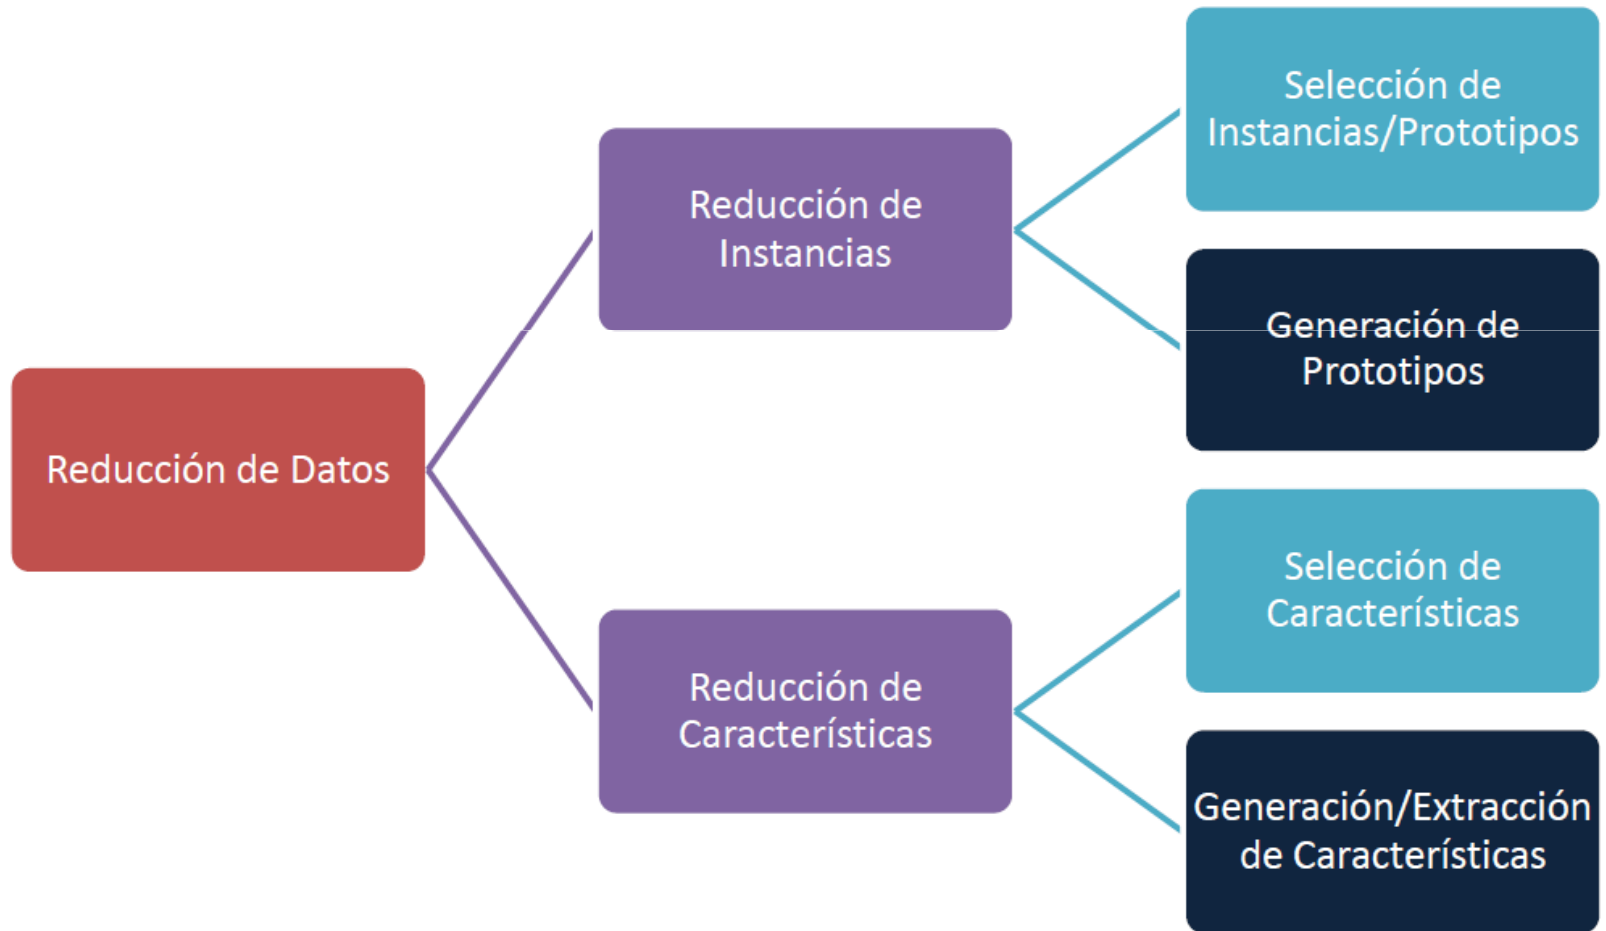 Reducción de Datos
Reducción de
Instancias
Reducción de
Características
Selección de
Instancias/Prototipos
Generación de
Prototipos
Selección de
Características
Generación/Extracción
de Características